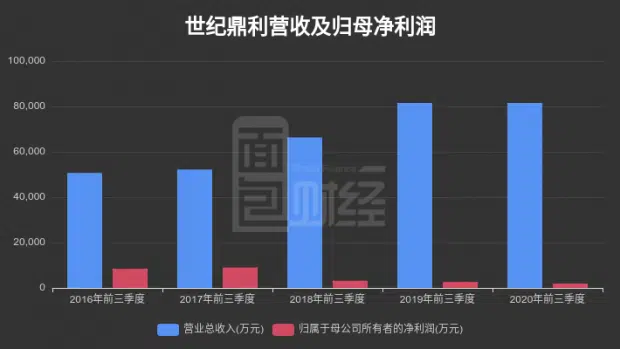 世纪鼎利营收及归母净利润
100,000
80,000
60,000
40,000
20,000
0
2016年前三季度 2017年前三季度 2018年前三季度 2019年前三季度 2020年前三季度
面包财经
营业总收入(万元) 归属于母公司所有者的净利润(万元)